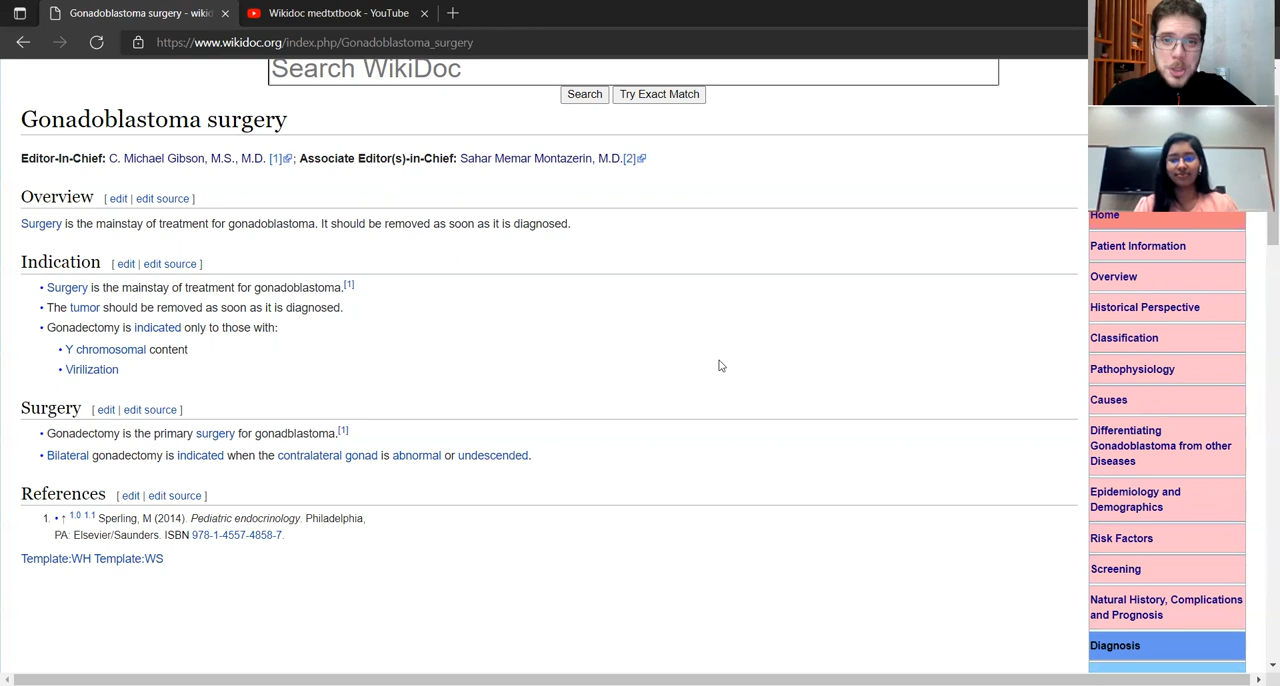 Gonadoblastoma surgery - wikid
Wikidoc medtxtbook - YouTube
https://www.wikidoc.org/index.php/Gonadoblastoma_surgery
Search WikiDoc
Search
Try Exact Match
Gonadoblastoma surgery
Editor-In-Chief: C. Michael Gibson, M.S., M.D. [1]; Associate Editor(s)-in-Chief: Sahar Memar Montazerin, M.D.[2]
Overview [ edit | edit source ]
Surgery is the mainstay of treatment for gonadoblastoma. It should be removed as soon as it is diagnosed.
Indication [ edit | edit source ]
• Surgery is the mainstay of treatment for gonadoblastoma.[1]
• The tumor should be removed as soon as it is diagnosed.
• Gonadectomy is indicated only to those with:
• Y chromosomal content
• Virilization
Surgery [ edit | edit source ]
• Gonadectomy is the primary surgery for gonadblastoma.[1]
• Bilateral gonadectomy is indicated when the contralateral gonad is abnormal or undescended.
References [ edit | edit source ]
1. • ↑ 1.0 1.1 Sperling, M (2014). Pediatric endocrinology. Philadelphia,
PA: Elsevier/Saunders. ISBN 978-1-4557-4858-7.
Template:WH Template:WS
Home
Patient Information
Overview
Historical Perspective
Classification
Pathophysiology
Causes
Differentiating
Gonadoblastoma from other
Diseases
Epidemiology and
Demographics
Risk Factors
Screening
Natural History, Complications
and Prognosis
Diagnosis